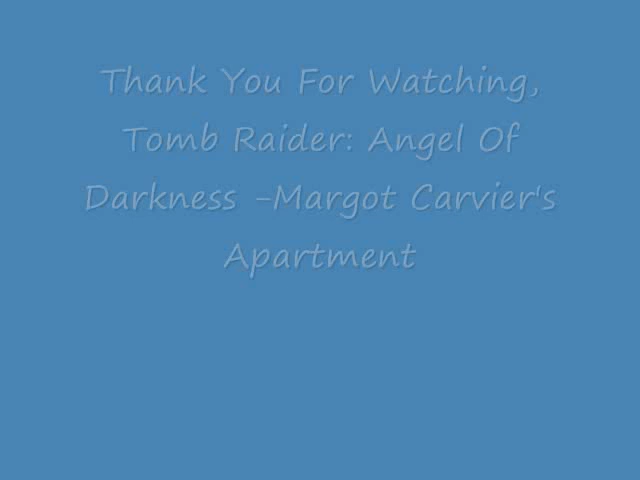 Thank You For Watching,
Tomb Raider: Angel Of
Darkness -Margot Carvier's
Apartment